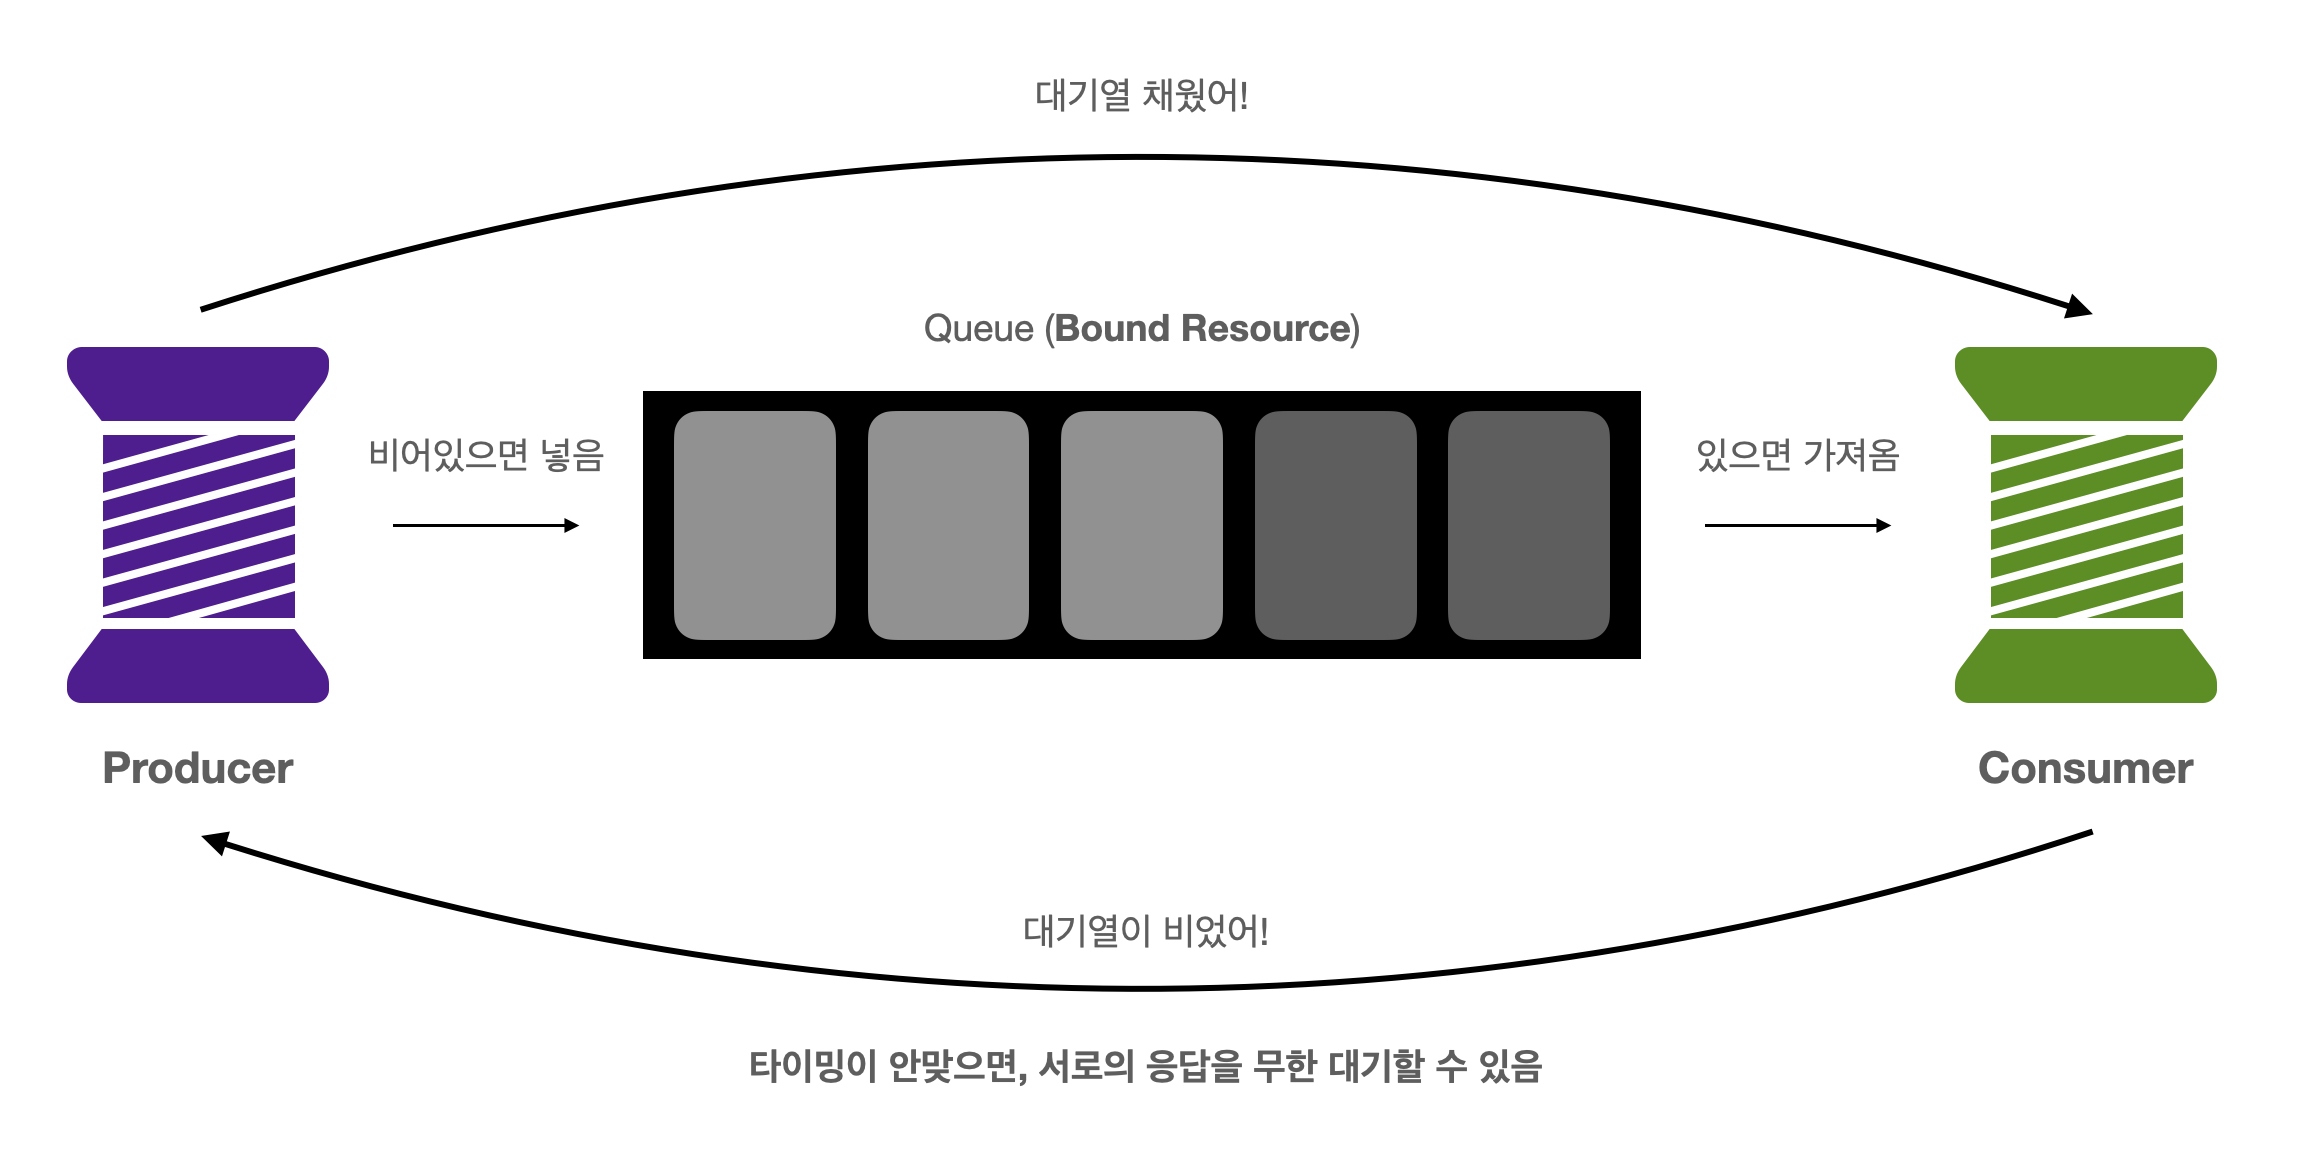 대기열 채웠어!
Queue (Bound Resource)
비어있으면 넣음
있으면 가져옴
Producer
Consumer
대기열이 비었어!
타이밍이 안맞으면, 서로의 응답을 무한 대기할 수 있음